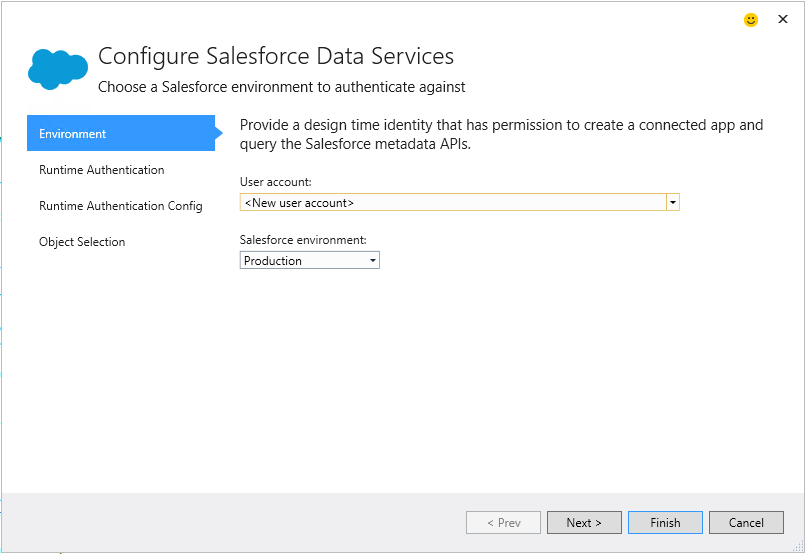 Configure Salesforce Data Services
Choose a Salesforce environment to authenticate against
Environment
Runtime Authentication
Runtime Authentication Config
Object Selection
Provide a design time identity that has permission to create a connected app and
query the Salesforce metadata APIs.
User account:
<New user account>
Salesforce environment:
Production
< Prev
Next >
Finish
Cancel